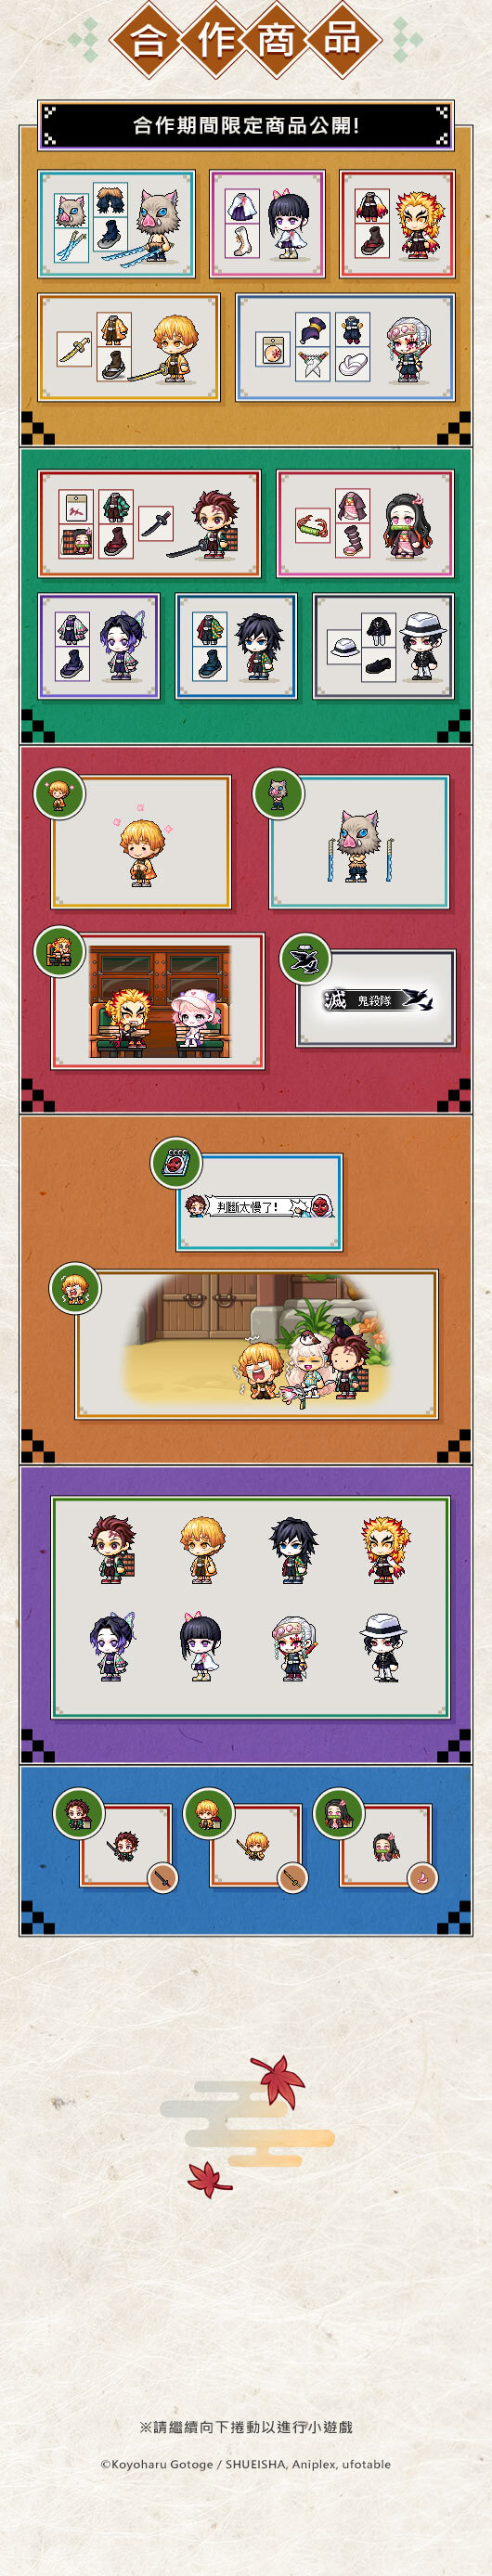 合作商品
合作期間限定商品公開!
滅 鬼殺隊
判斷太慢了!
※請繼續向下捲動以進行小遊戲
©Koyoharu Gotoge / SHUEISHA, Aniplex, ufotable